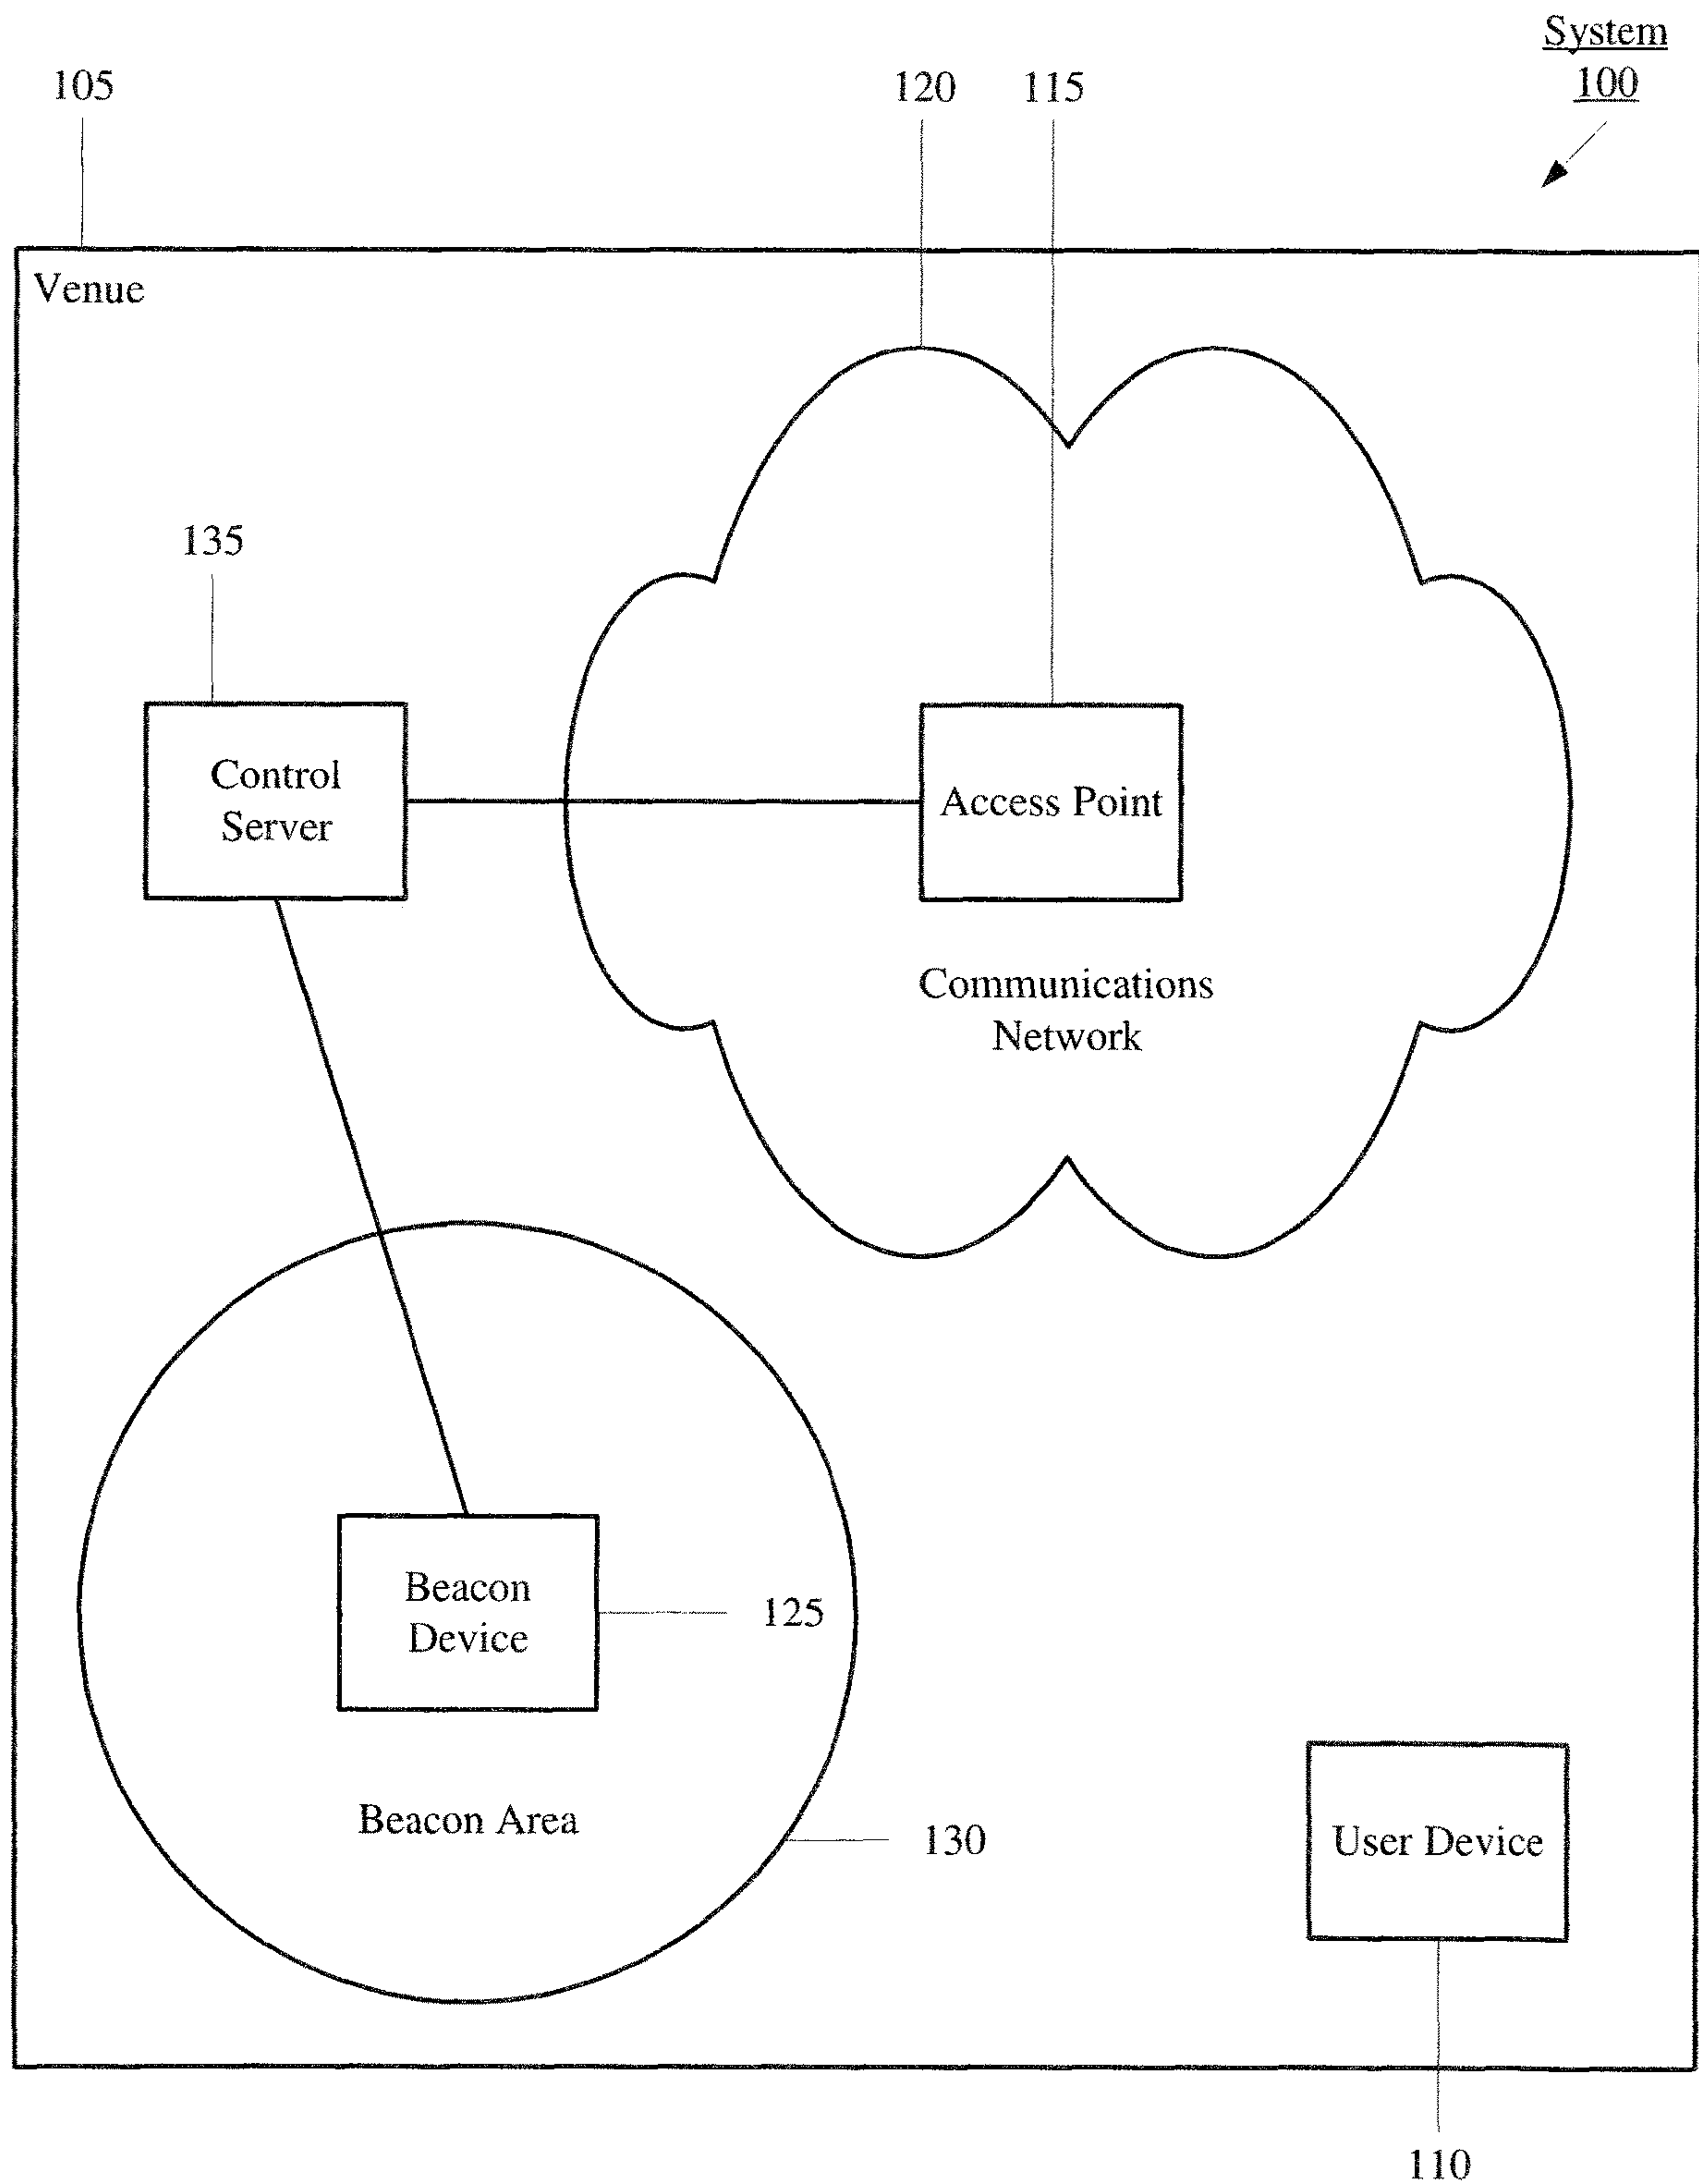 System
100
105
120
115
Venue
135
Control
Server
Access Point
Communications
Network
Beacon
Device
125
Beacon Area
130
User Device
110